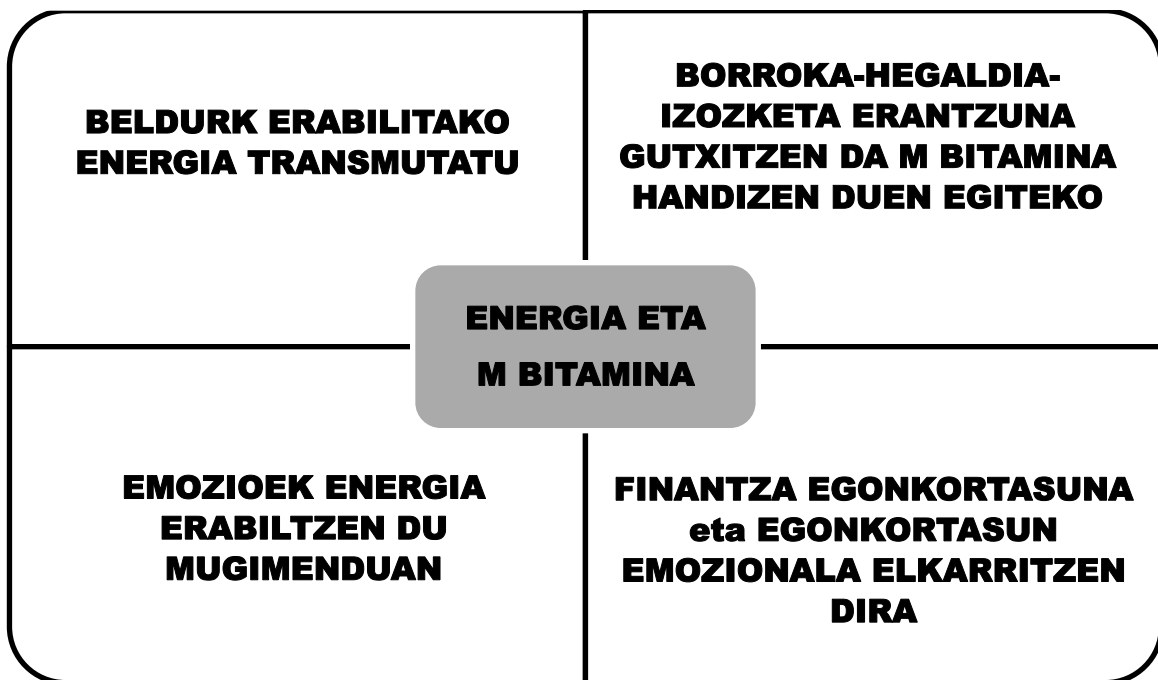 BELDURK ERABILITAKO
ENERGIA TRANSMUTATU
BORROKA-HEGALDIA-
IZOZKETA ERANTZUNA
GUTXITZEN DA M BITAMINA
HANDIZEN DUEN EGITEKO
ENERGIA ETA
M BITAMINA
EMOZIOEK ENERGIA
ERABILTZEN DU
MUGIMENDUAN
FINANTZA EGONKORTASUNA
eta EGONKORTASUN
EMOZIONALA ELKARRITZEN
DIRA